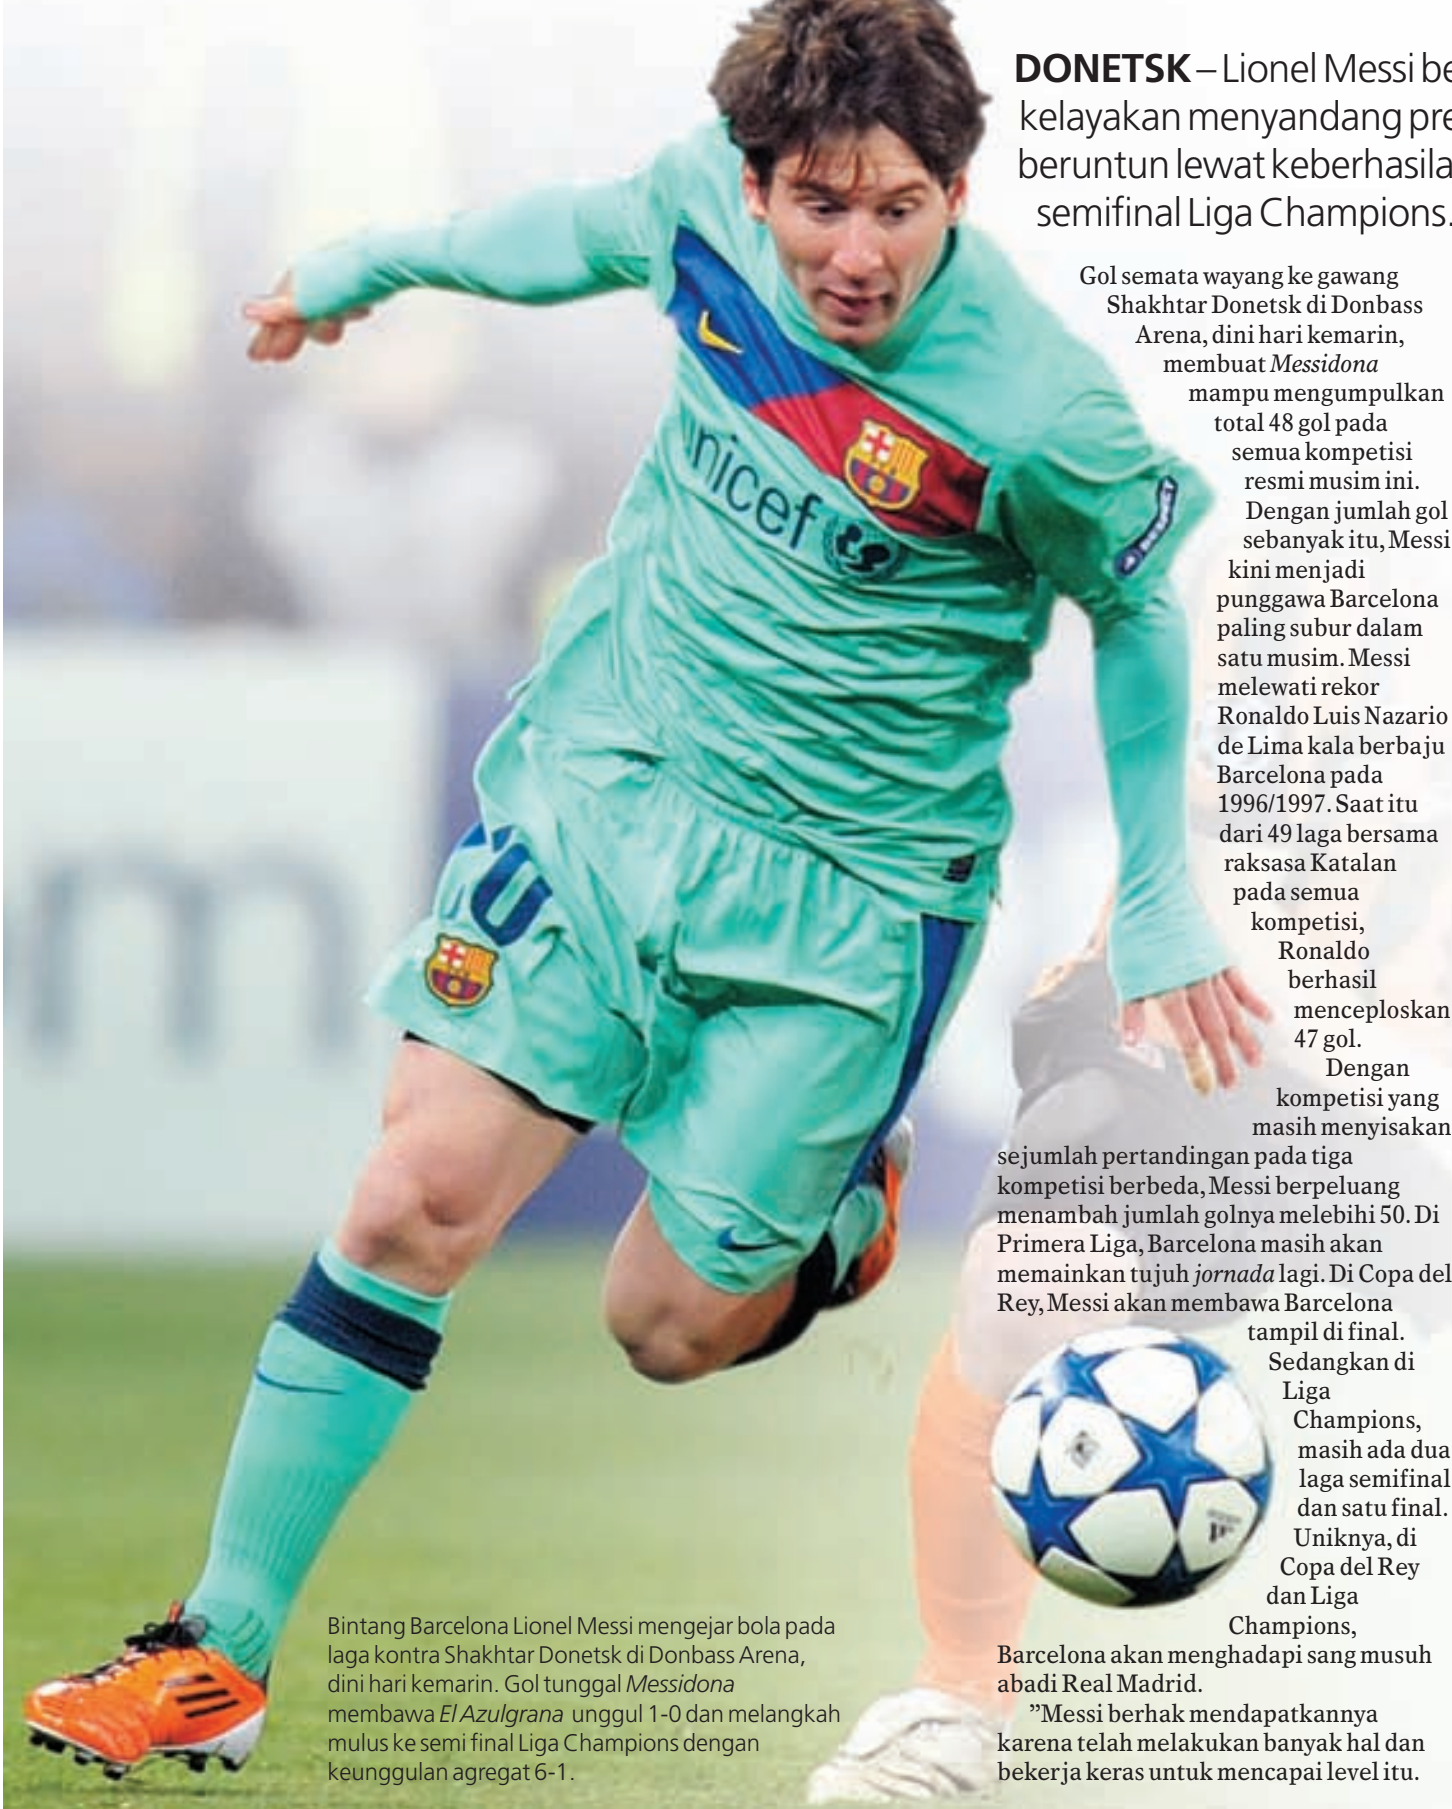 DONETSK – Lionel Messi be
kelayakan menyandang pre
beruntun lewat keberhasila
semifinal Liga Champions.
Gol semata wayang ke gawang
Shakhtar Donetsk di Donbass
Arena, dini hari kemarin,
membuat Messidona
mampu mengumpulkan
total 48 gol pada
semua kompetisi
resmi musim ini.
Dengan jumlah gol
sebanyak itu, Messi
kini menjadi
punggawa Barcelona
paling subur dalam
satu musim. Messi
melewati rekor
Ronaldo Luis Nazario
de Lima kala berbaju
Barcelona pada
1996/1997. Saat itu
dari 49 laga bersama
raksasa Katalan
pada semua
kompetisi,
Ronaldo
berhasil
menceploskan
47 gol.
Dengan
kompetisi yang
masih menyisakan
sejumlah pertandingan pada tiga
kompetisi berbeda, Messi berpeluang
menambah jumlah golnya melebihi 50. Di
Primera Liga, Barcelona masih akan
memainkan tujuh jornada lagi. Di Copa del
Rey, Messi akan membawa Barcelona
tampil di final.
Sedangkan di
Liga
Champions,
masih ada dua
laga semifinal
dan satu final.
Uniknya, di
Copa del Rey
dan Liga
Champions,
Barcelona akan menghadapi sang musuh
abadi Real Madrid.
”Messi berhak mendapatkannya
karena telah melakukan banyak hal dan
bekerja keras untuk mencapai level itu.
unicef
RESPECT
10
m
Bintang Barcelona Lionel Messi mengejar bola pada
laga kontra Shakhtar Donetsk di Donbass Arena,
dini hari kemarin. Gol tunggal Messidona
membawa El Azulgrana unggul 1-0 dan melangkah
mulus ke semi final Liga Champions dengan
keunggulan agregat 6-1.